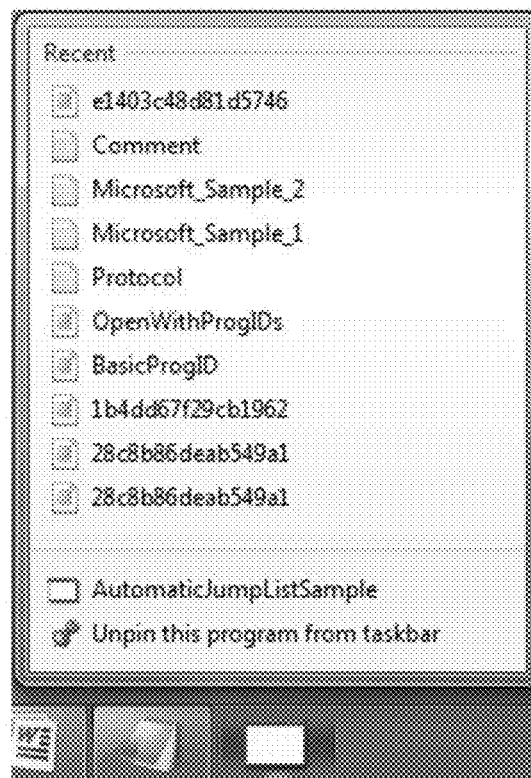 Recent
e1403c48d81d5746
Comment
Microsoft_Sample_2
Microsoft_Sample_1
Protocol
OpenWithProgIDs
BasicProgID
1b4dd67f29cb1962
28c8b86deab549a1
28c8b86deab549a1
AutomaticJumpListSample
Unpin this program from taskbar